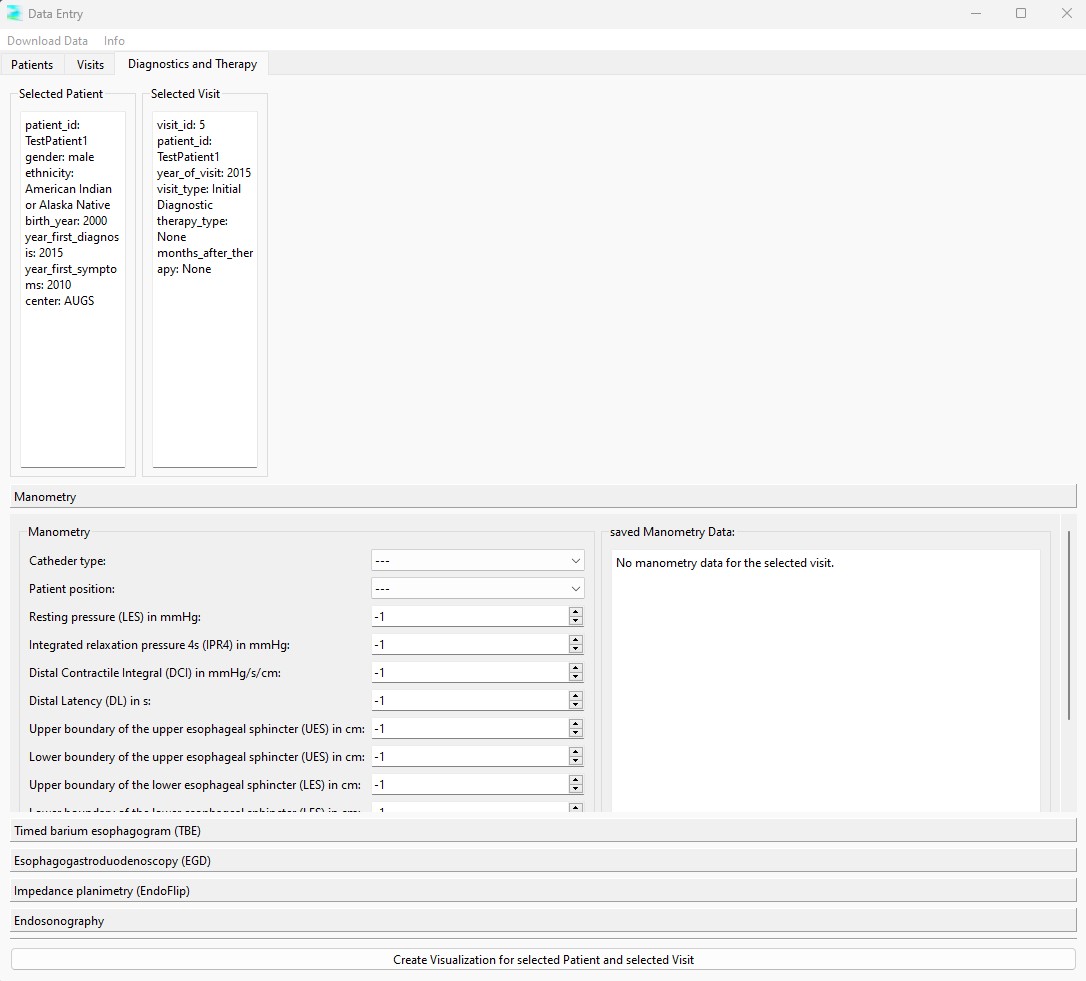 Data Entry
Download Data Info
Patients Visits Diagnostics and Therapy
Selected Patient
patient_id:
TestPatient1
gender: male
ethnicity:
American Indian
or Alaska Native
birth_year: 2000
year_first_diagnos
is: 2015
year_first_sympto
ms: 2010
center: AUGS
Selected Visit
visit_id: 5
patient_id:
TestPatient1
year_of_visit: 2015
visit_type: Initial
Diagnostic
therapy_type:
None
months_after_ther
apy: None
Manometry
Manometry
Catheder type: ---
Patient position: ---
Resting pressure (LES) in mmHg: -1
Integrated relaxation pressure 4s (IPR4) in mmHg: -1
Distal Contractile Integral (DCI) in mmHg/s/cm: -1
Distal Latency (DL) in s: -1
Upper boundary of the upper esophageal sphincter (UES) in cm: -1
Lower boundery of the upper esophageal sphincter (UES) in cm: -1
Upper boundary of the lower esophageal sphincter (LES) in cm: -1
saved Manometry Data:
No manometry data for the selected visit.
Timed barium esophagogram (TBE)
Esophagogastroduodenoscopy (EGD)
Impedance planimetry (EndoFlip)
Endosonography
Create Visualization for selected Patient and selected Visit